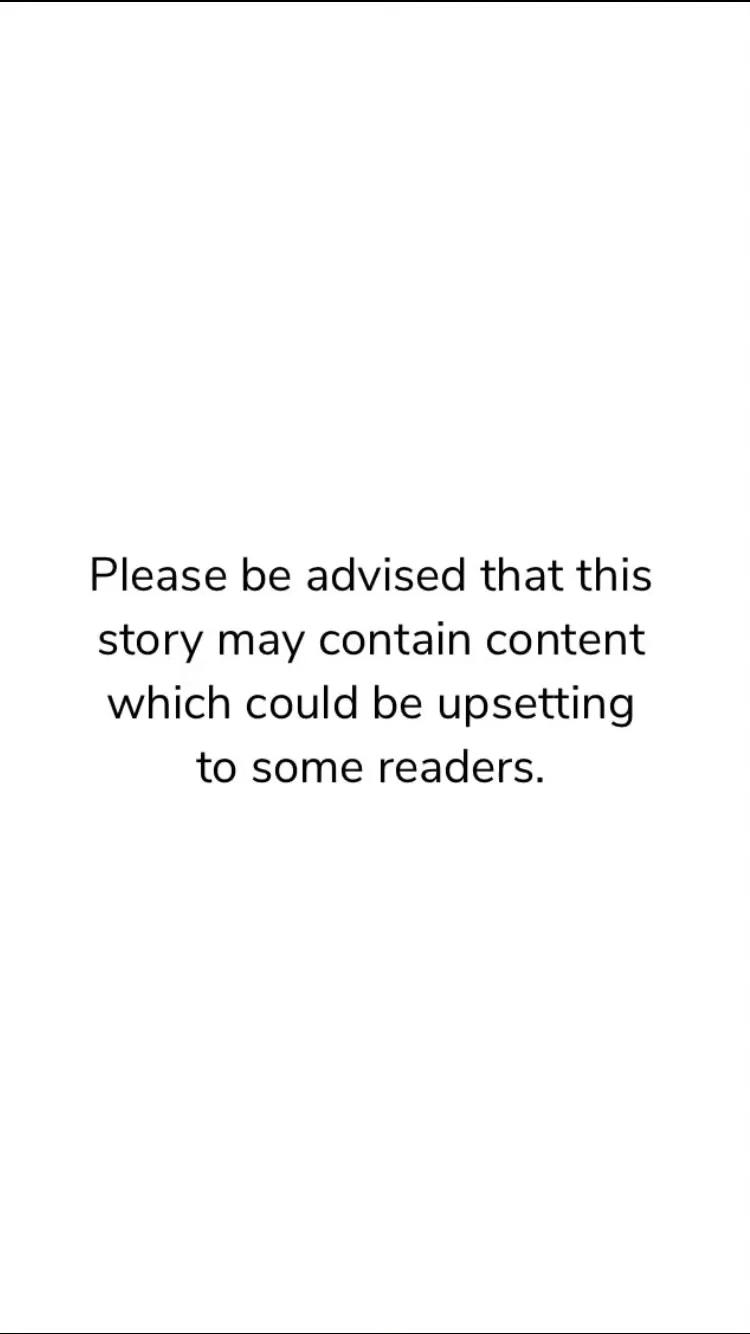 Please be advised that this
story may contain content
which could be upsetting
to some readers.